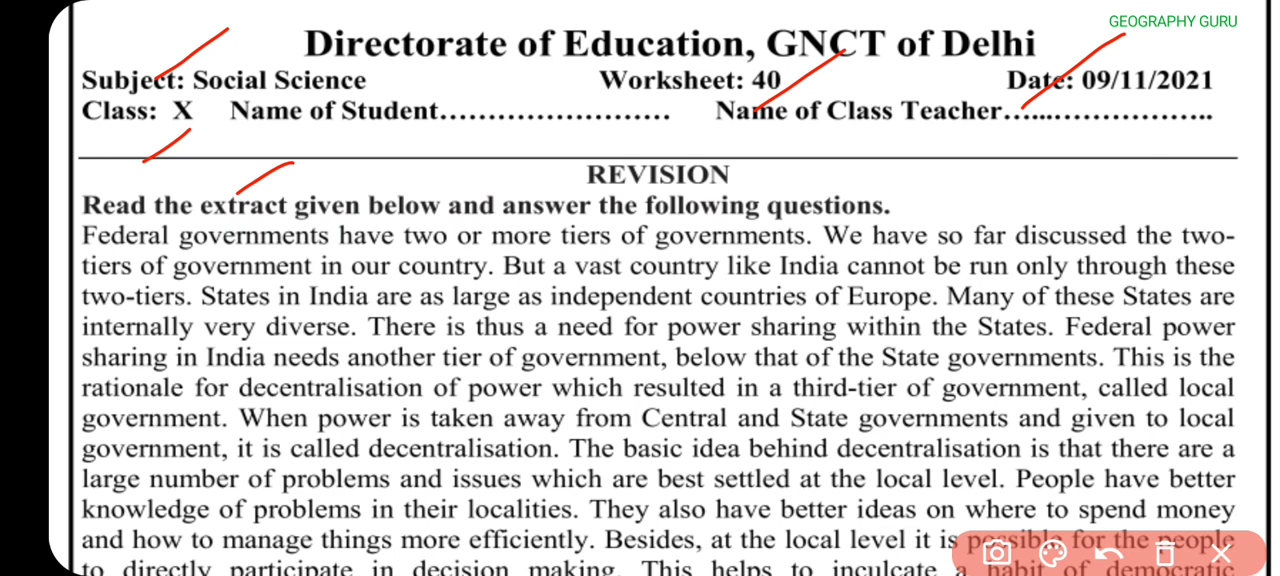 GEOGRAPHY GURU
Directorate of Education, GNCT of Delhi
Subject: Social Science Worksheet: 40 Date: 09/11/2021
Class: X Name of Student........................ Name of Class Teacher......................
REVISION
Read the extract given below and answer the following questions.
Federal governments have two or more tiers of governments. We have so far discussed the two-
tiers of government in our country. But a vast country like India cannot be run only through these
two-tiers. States in India are as large as independent countries of Europe. Many of these States are
internally very diverse. There is thus a need for power sharing within the States. Federal power
sharing in India needs another tier of government, below that of the State governments. This is the
rationale for decentralisation of power which resulted in a third-tier of government, called local
government. When power is taken away from Central and State governments and given to local
government, it is called decentralisation. The basic idea behind decentralisation is that there are a
large number of problems and issues which are best settled at the local level. People have better
knowledge of problems in their localities. They also have better ideas on where to spend money
and how to manage things more efficiently. Besides, at the local level it is possible for the people
to directly participate in decision making. This helps to inculcate a habit of democratic